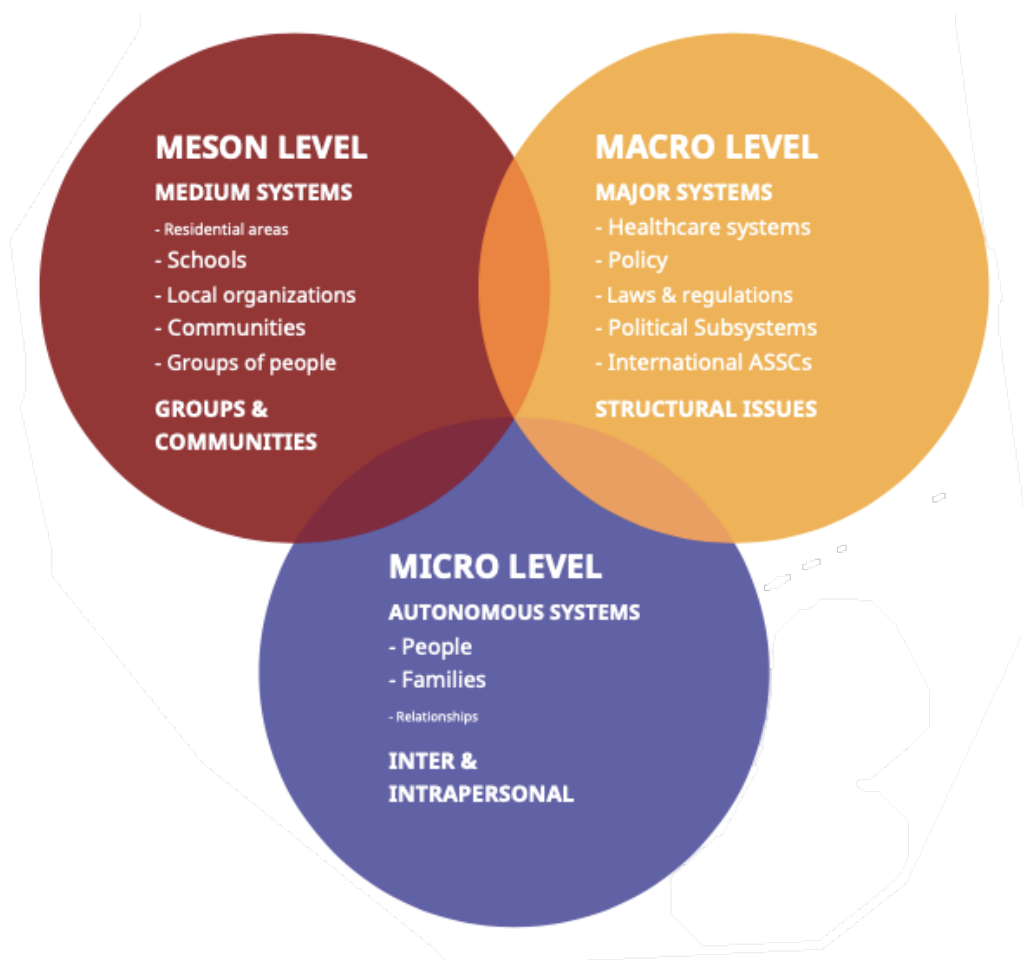 MESON LEVEL
MEDIUM SYSTEMS
- Residential areas
- Schools
- Local organizations
- Communities
- Groups of people
GROUPS &
COMMUNITIES
MACRO LEVEL
MAJOR SYSTEMS
- Healthcare systems
- Policy
- Laws & regulations
- Political Subsystems
- International ASSCs
STRUCTURAL ISSUES
MICRO LEVEL
AUTONOMOUS SYSTEMS
- People
- Families
- Relationships
INTER &
INTRAPERSONAL